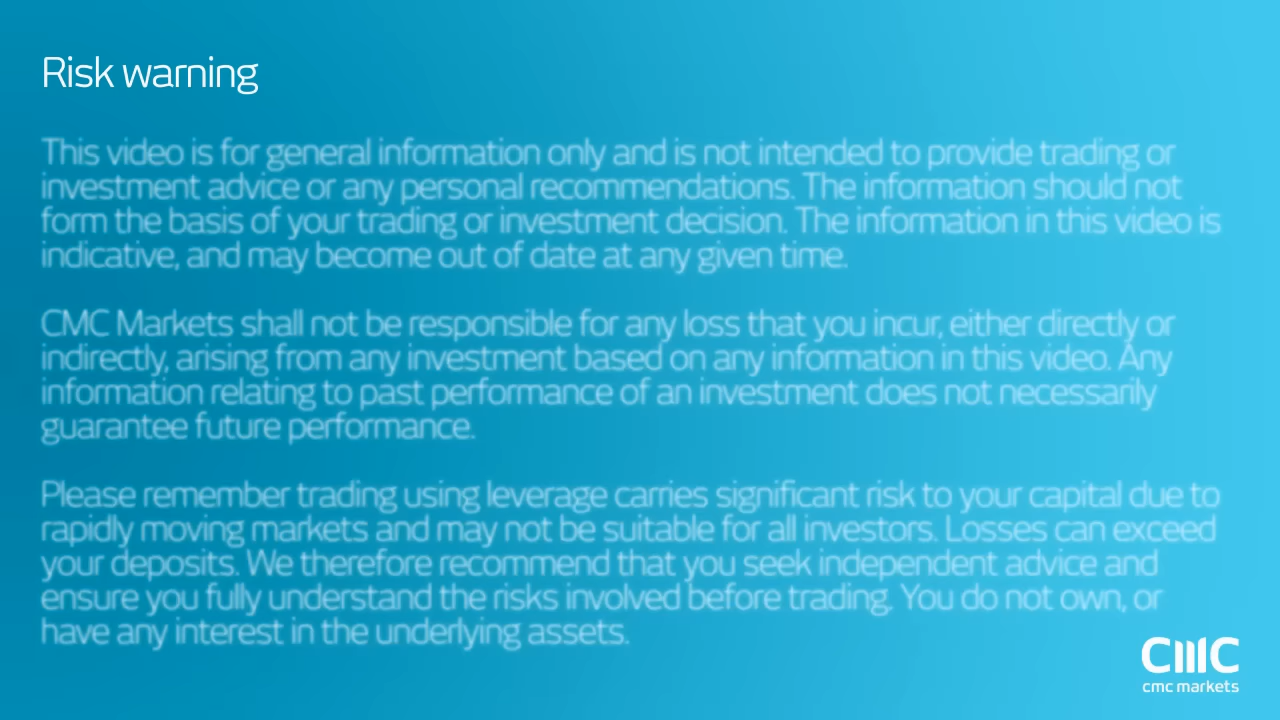 Risk warning
This video is for general information only and is not intended to provide trading or
investment advice or any personal recommendations. The information should not
form the basis of your trading or investment decision. The information in this video is
indicative, and may become out of date at any given time.
CMC Markets shall not be responsible for any loss that you incur, either directly or
indirectly, arising from any investment based on any information in this video. Any
information relating to past performance of an investment does not necessarily
guarantee future performance.
Please remember trading using leverage carries significant risk to your capital due to
rapidly moving markets and may not be suitable for all investors. Losses can exceed
your deposits. We therefore recommend that you seek independent advice and
ensure you fully understand the risks involved before trading. You do not own, or
have any interest in the underlying assets.
CMC
cmc markets